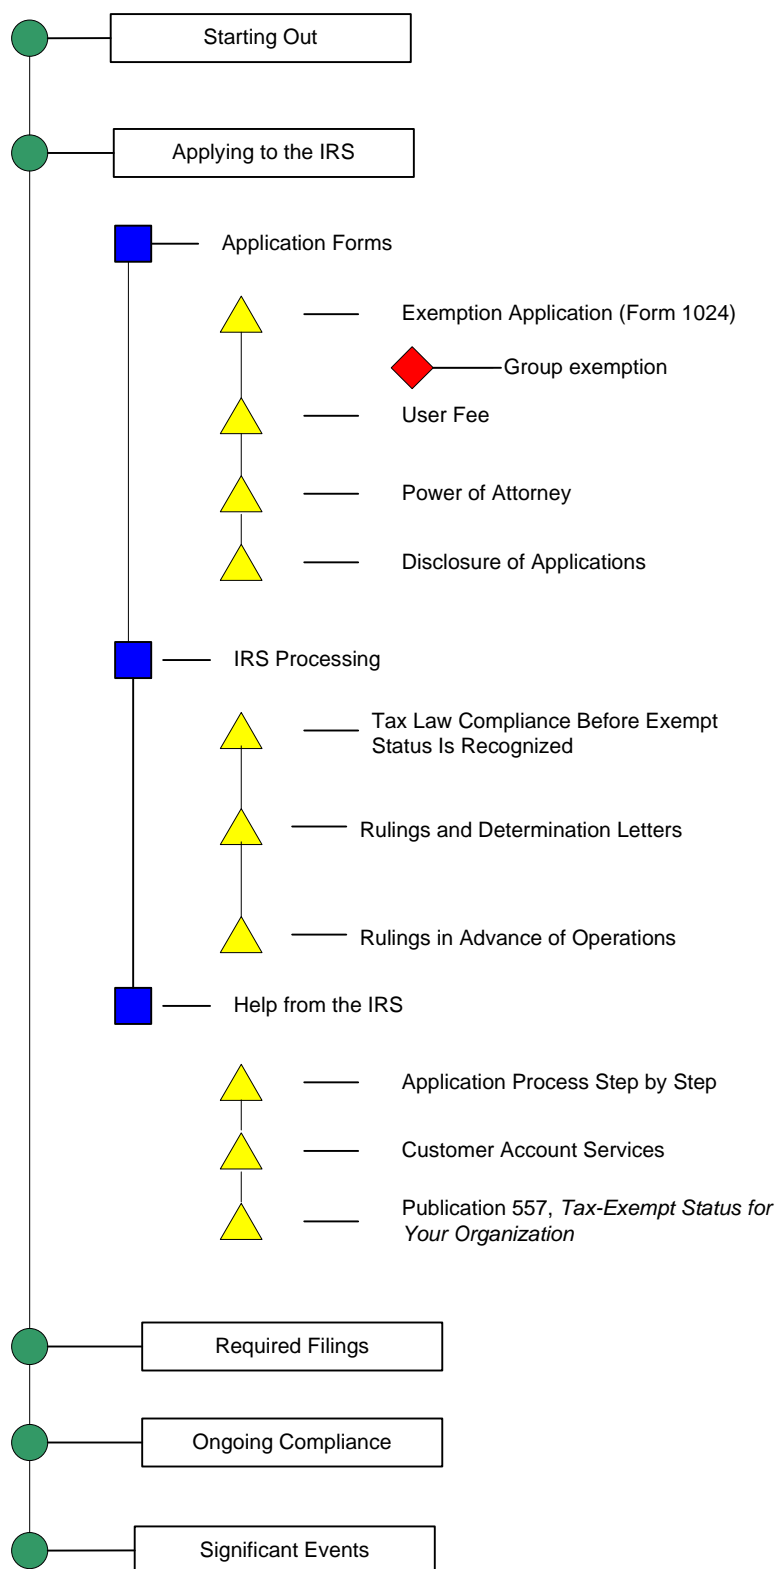 Starting Out
Applying to the IRS
Application Forms
Exemption Application (Form 1024)
Group exemption
User Fee
Power of Attorney
Disclosure of Applications
IRS Processing
Tax Law Compliance Before Exempt
Status Is Recognized
Rulings and Determination Letters
Rulings in Advance of Operations
Help from the IRS
Application Process Step by Step
Customer Account Services
Publication 557, Tax-Exempt Status for
Your Organization
Required Filings
Ongoing Compliance
Significant Events